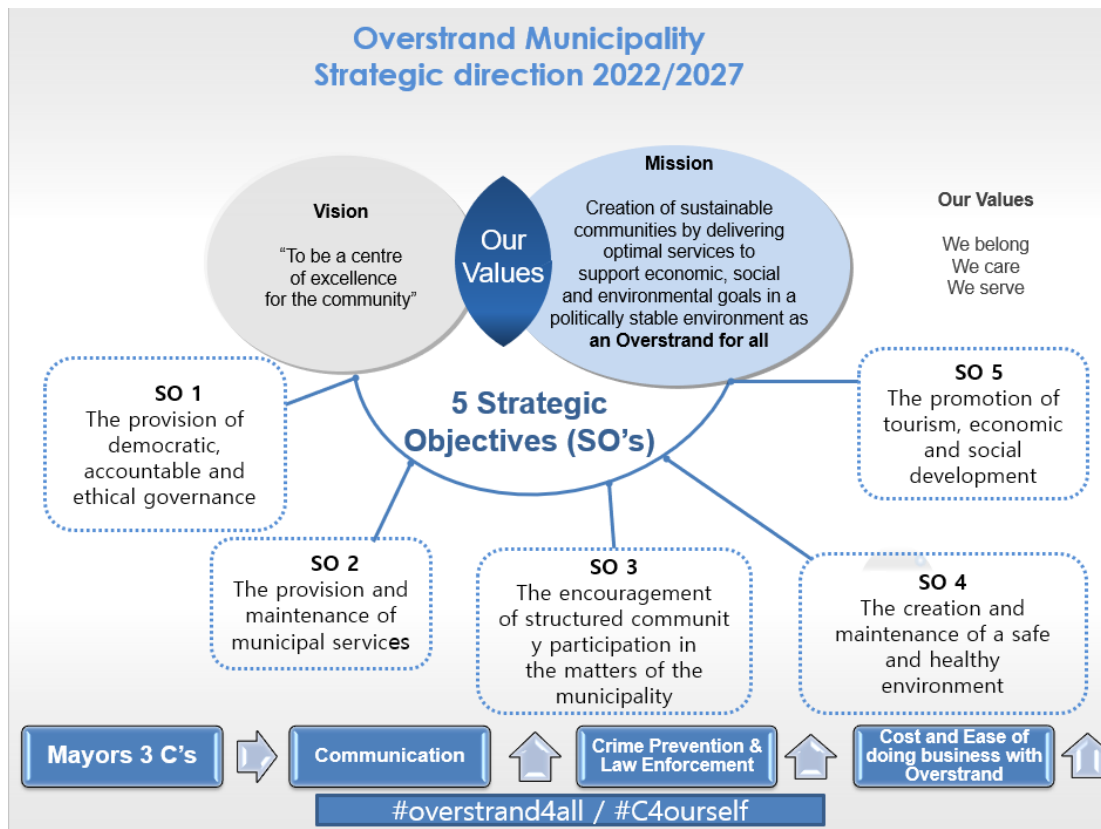 Overstrand Municipality
Strategic direction 2022/2027
Vision
“To be a centre
of excellence
for the community”
Our
Values
Mission
Creation of sustainable
communities by delivering
optimal services to
support economic, social
and environmental goals in a
politically stable environment as
an Overstrand for all
Our Values
We belong
We care
We serve
5 Strategic
Objectives (SO’s)
SO 1
The provision of
democratic,
accountable and
ethical governance
SO 2
The provision and
maintenance of
municipal services
SO 3
The encouragement
of structured communit
y participation in
the matters of the
municipality
SO 4
The creation and
maintenance of a safe
and healthy
environment
SO 5
The promotion of
tourism, economic
and social
development
Mayors 3 C’s
Communication
Crime Prevention &
Law Enforcement
Cost and Ease of
doing business with
Overstrand
#overstrand4all / #C4ourself